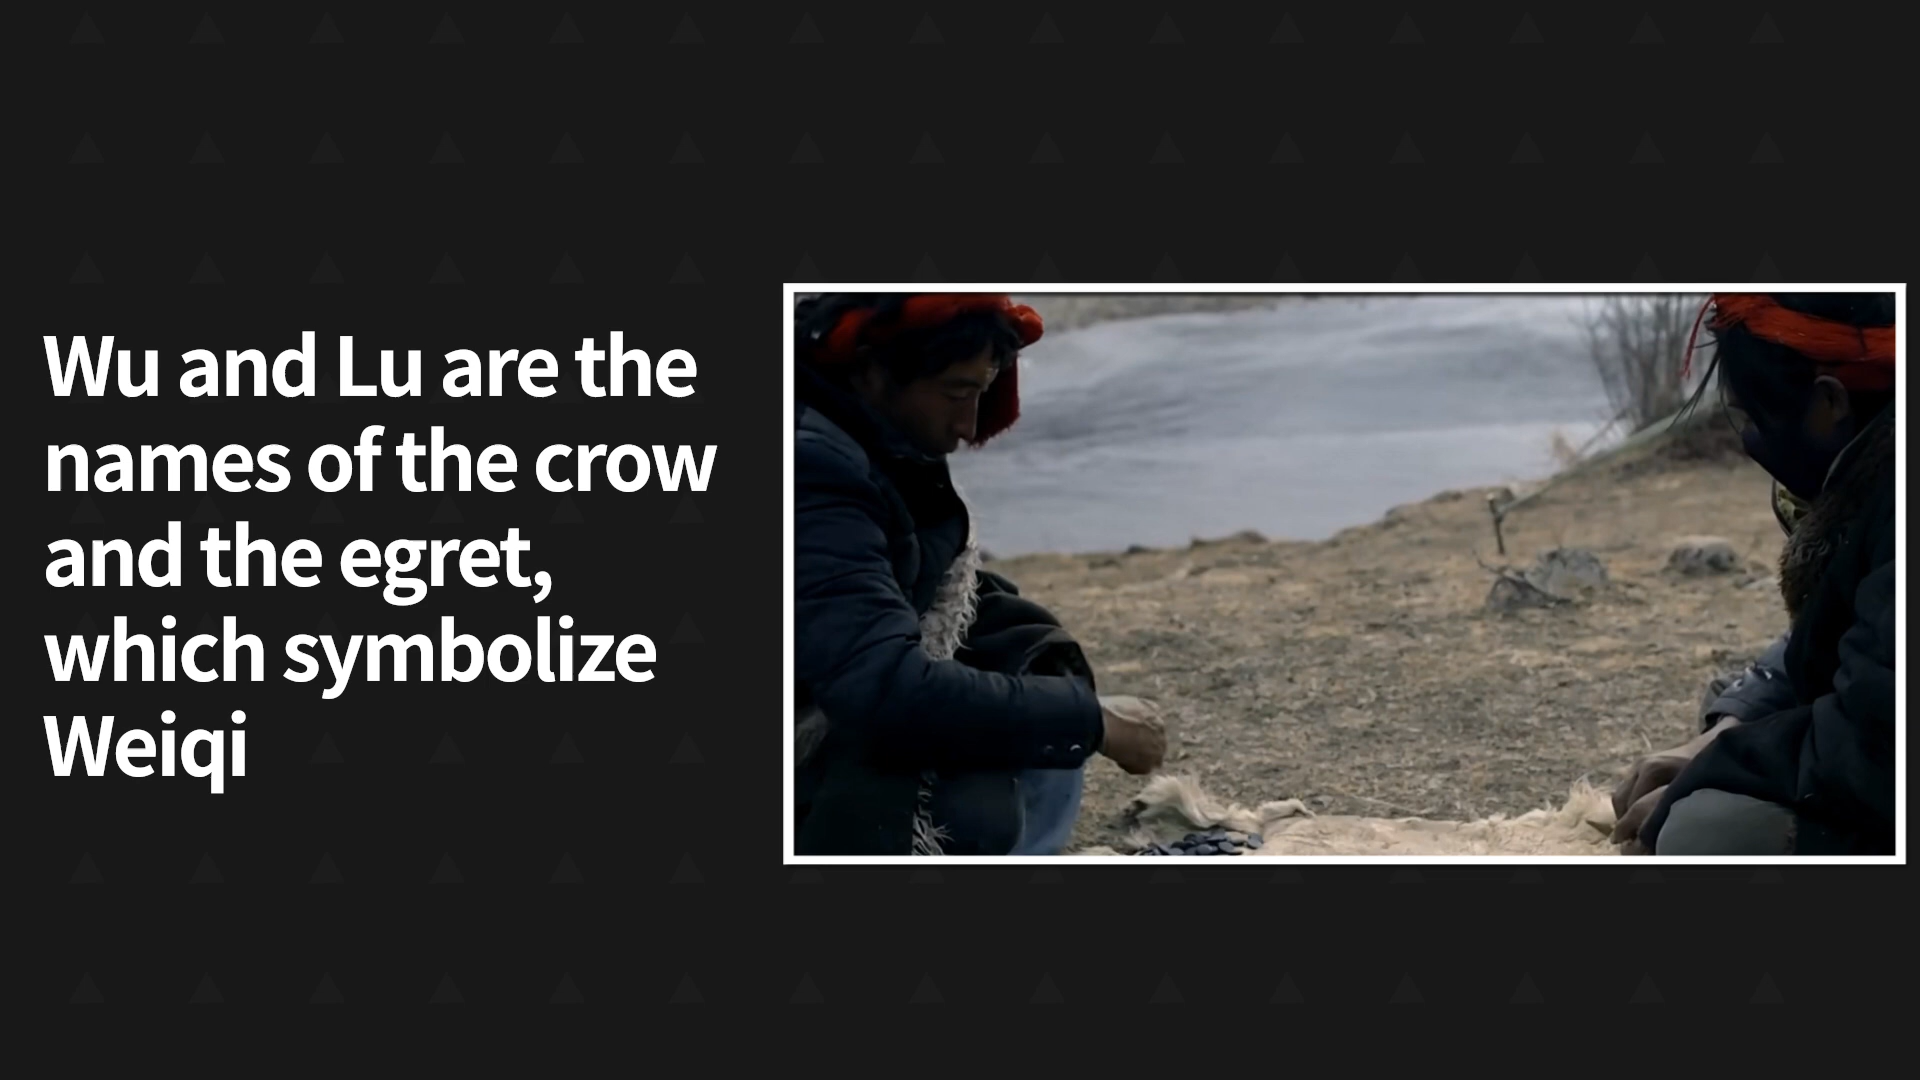 Wu and Lu are the
names of the crow
and the egret,
which symbolize
Weiqi